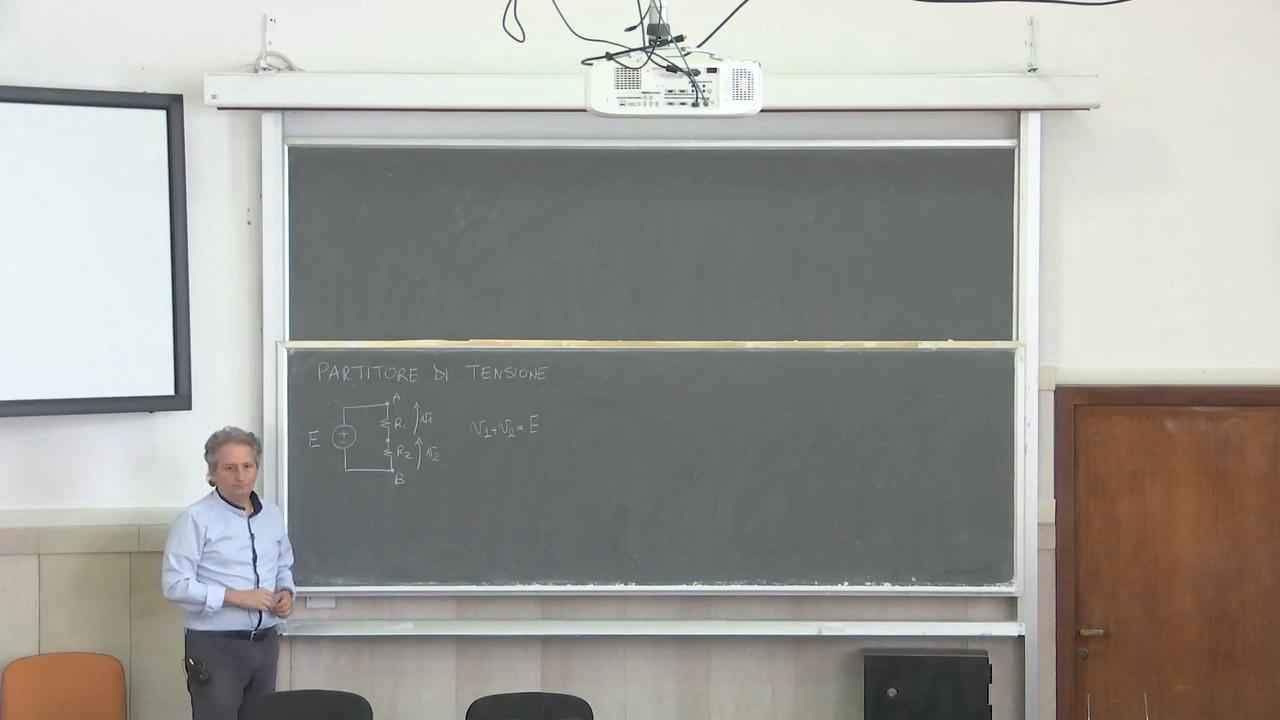 PARTITORE DI TENSIONE
A
R₁ v₁
E + v₁+v₂= E
R₂ v₂
B